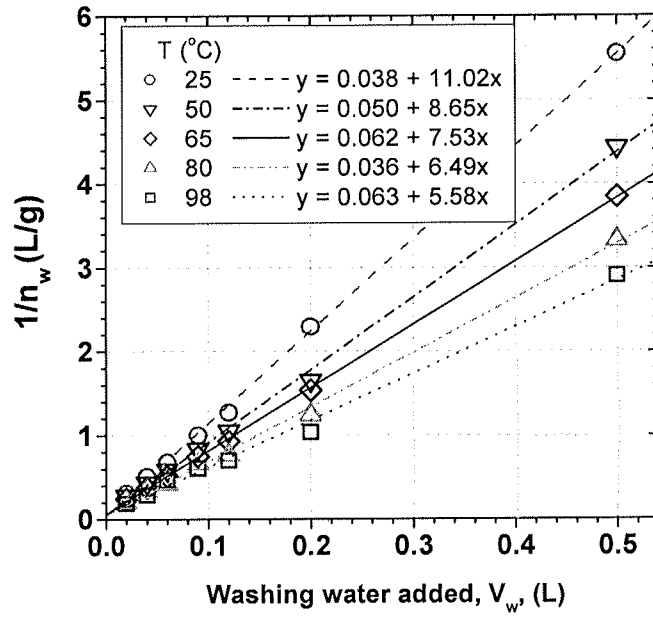 T (°C)
25 y = 0.038 + 11.02x
50 y = 0.050 + 8.65x
65 y = 0.062 + 7.53x
80 y = 0.036 + 6.49x
98 y = 0.063 + 5.58x
1/n_w (L/g)
6
5
4
3
2
1
0
0.0 0.1 0.2 0.3 0.4 0.5
Washing water added, V_w, (L)